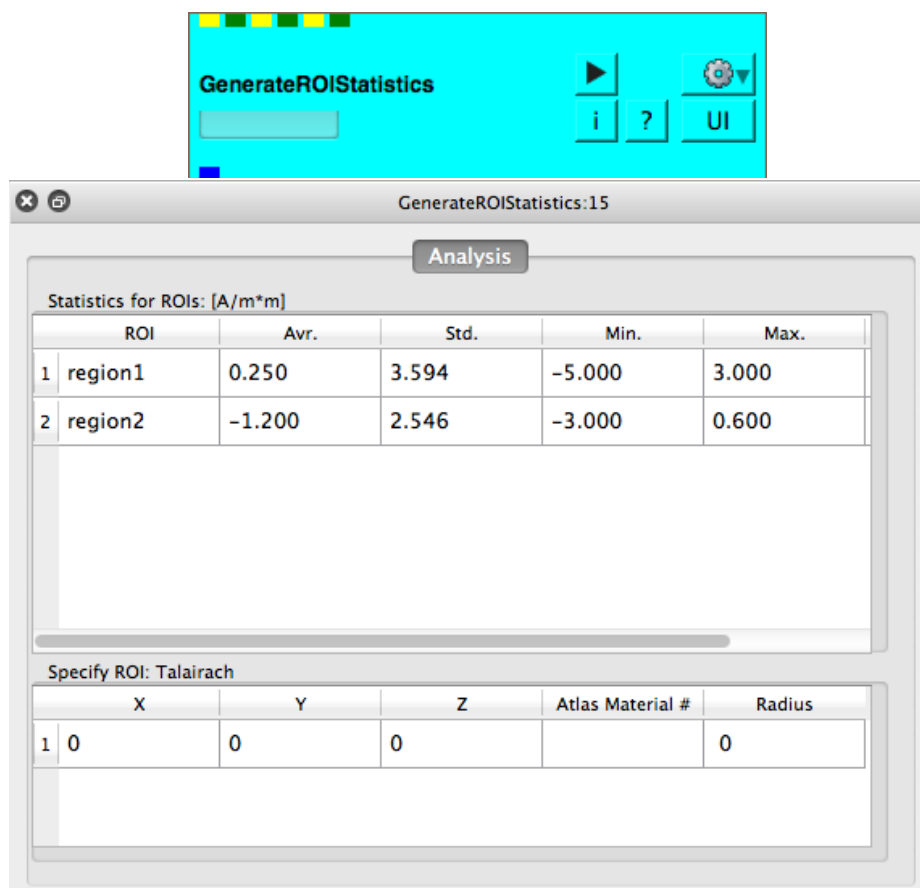 GenerateROIStatistics
i ? UI
GenerateROIStatistics:15
Analysis
Statistics for ROIs: [A/m*m]
ROI Avr. Std. Min. Max.
1 region1 0.250 3.594 -5.000 3.000
2 region2 -1.200 2.546 -3.000 0.600
Specify ROI: Talairach
X Y Z Atlas Material # Radius
1 0 0 0 0